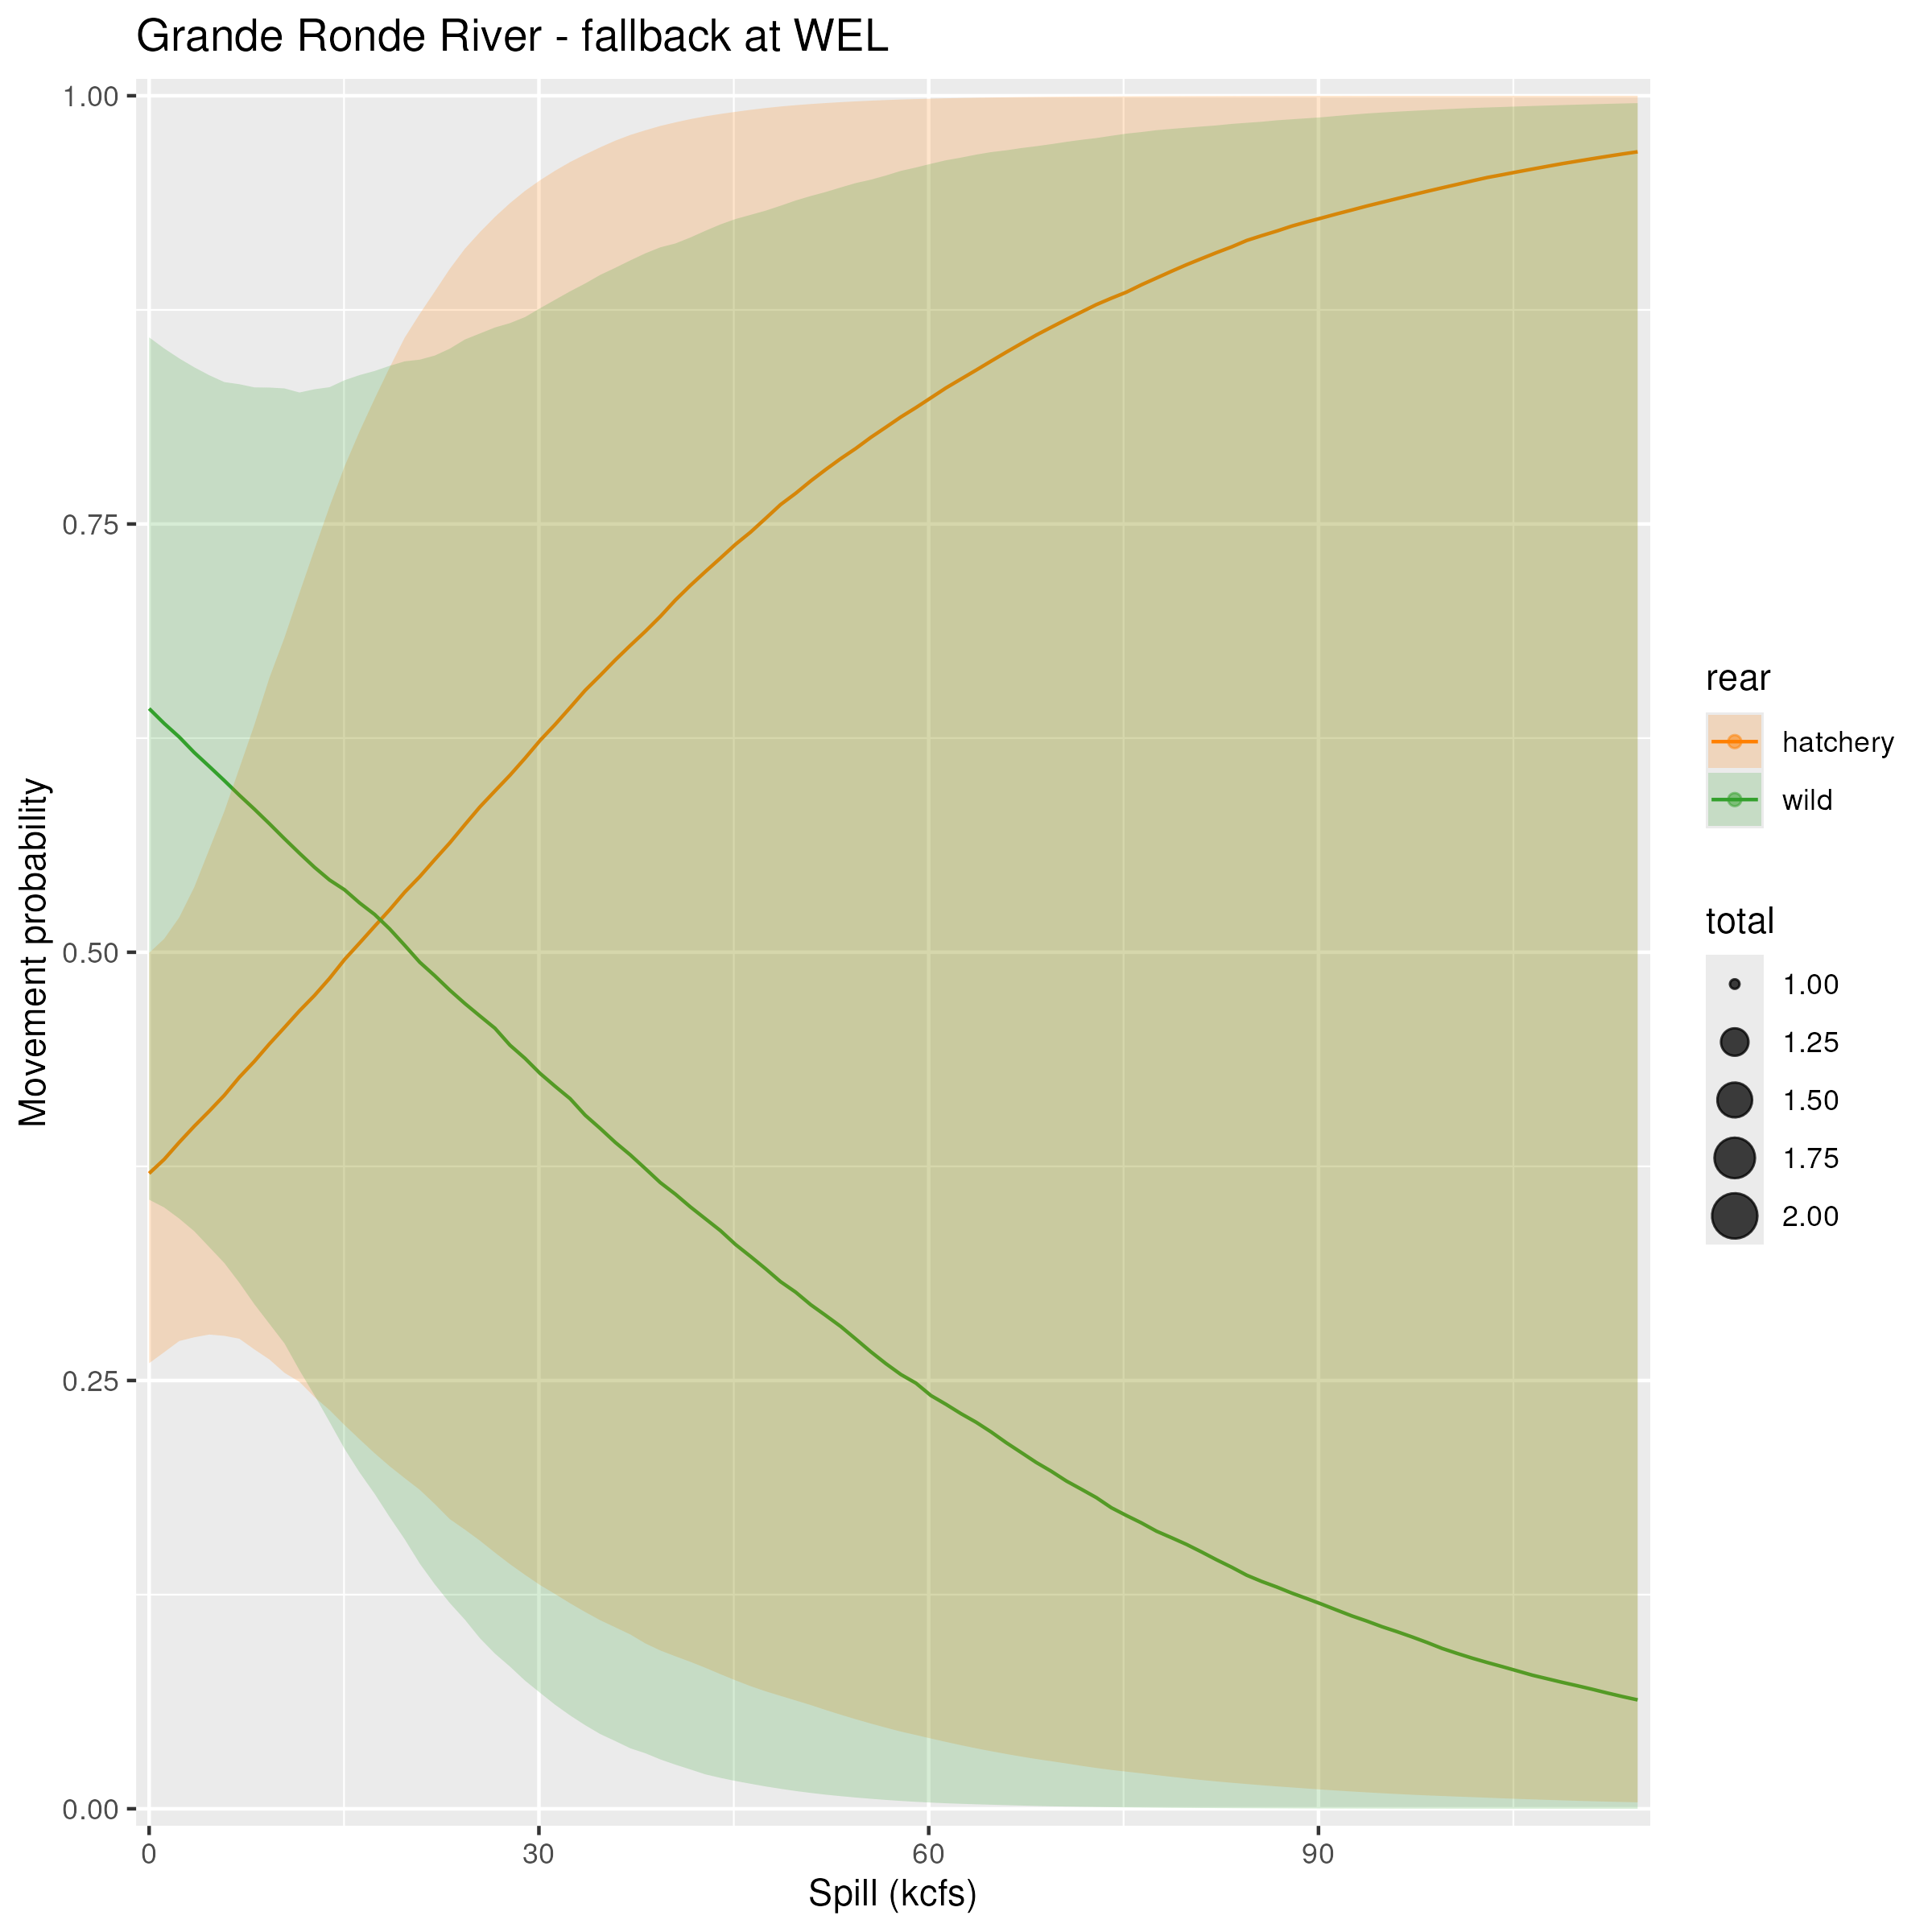 Grande Ronde River - fallback at WEL
Movement probability
1.00
0.75
0.50
0.25
0.00
0
30
60
90
Spill (kcfs)
rear
hatchery
wild
total
1.00
1.25
1.50
1.75
2.00